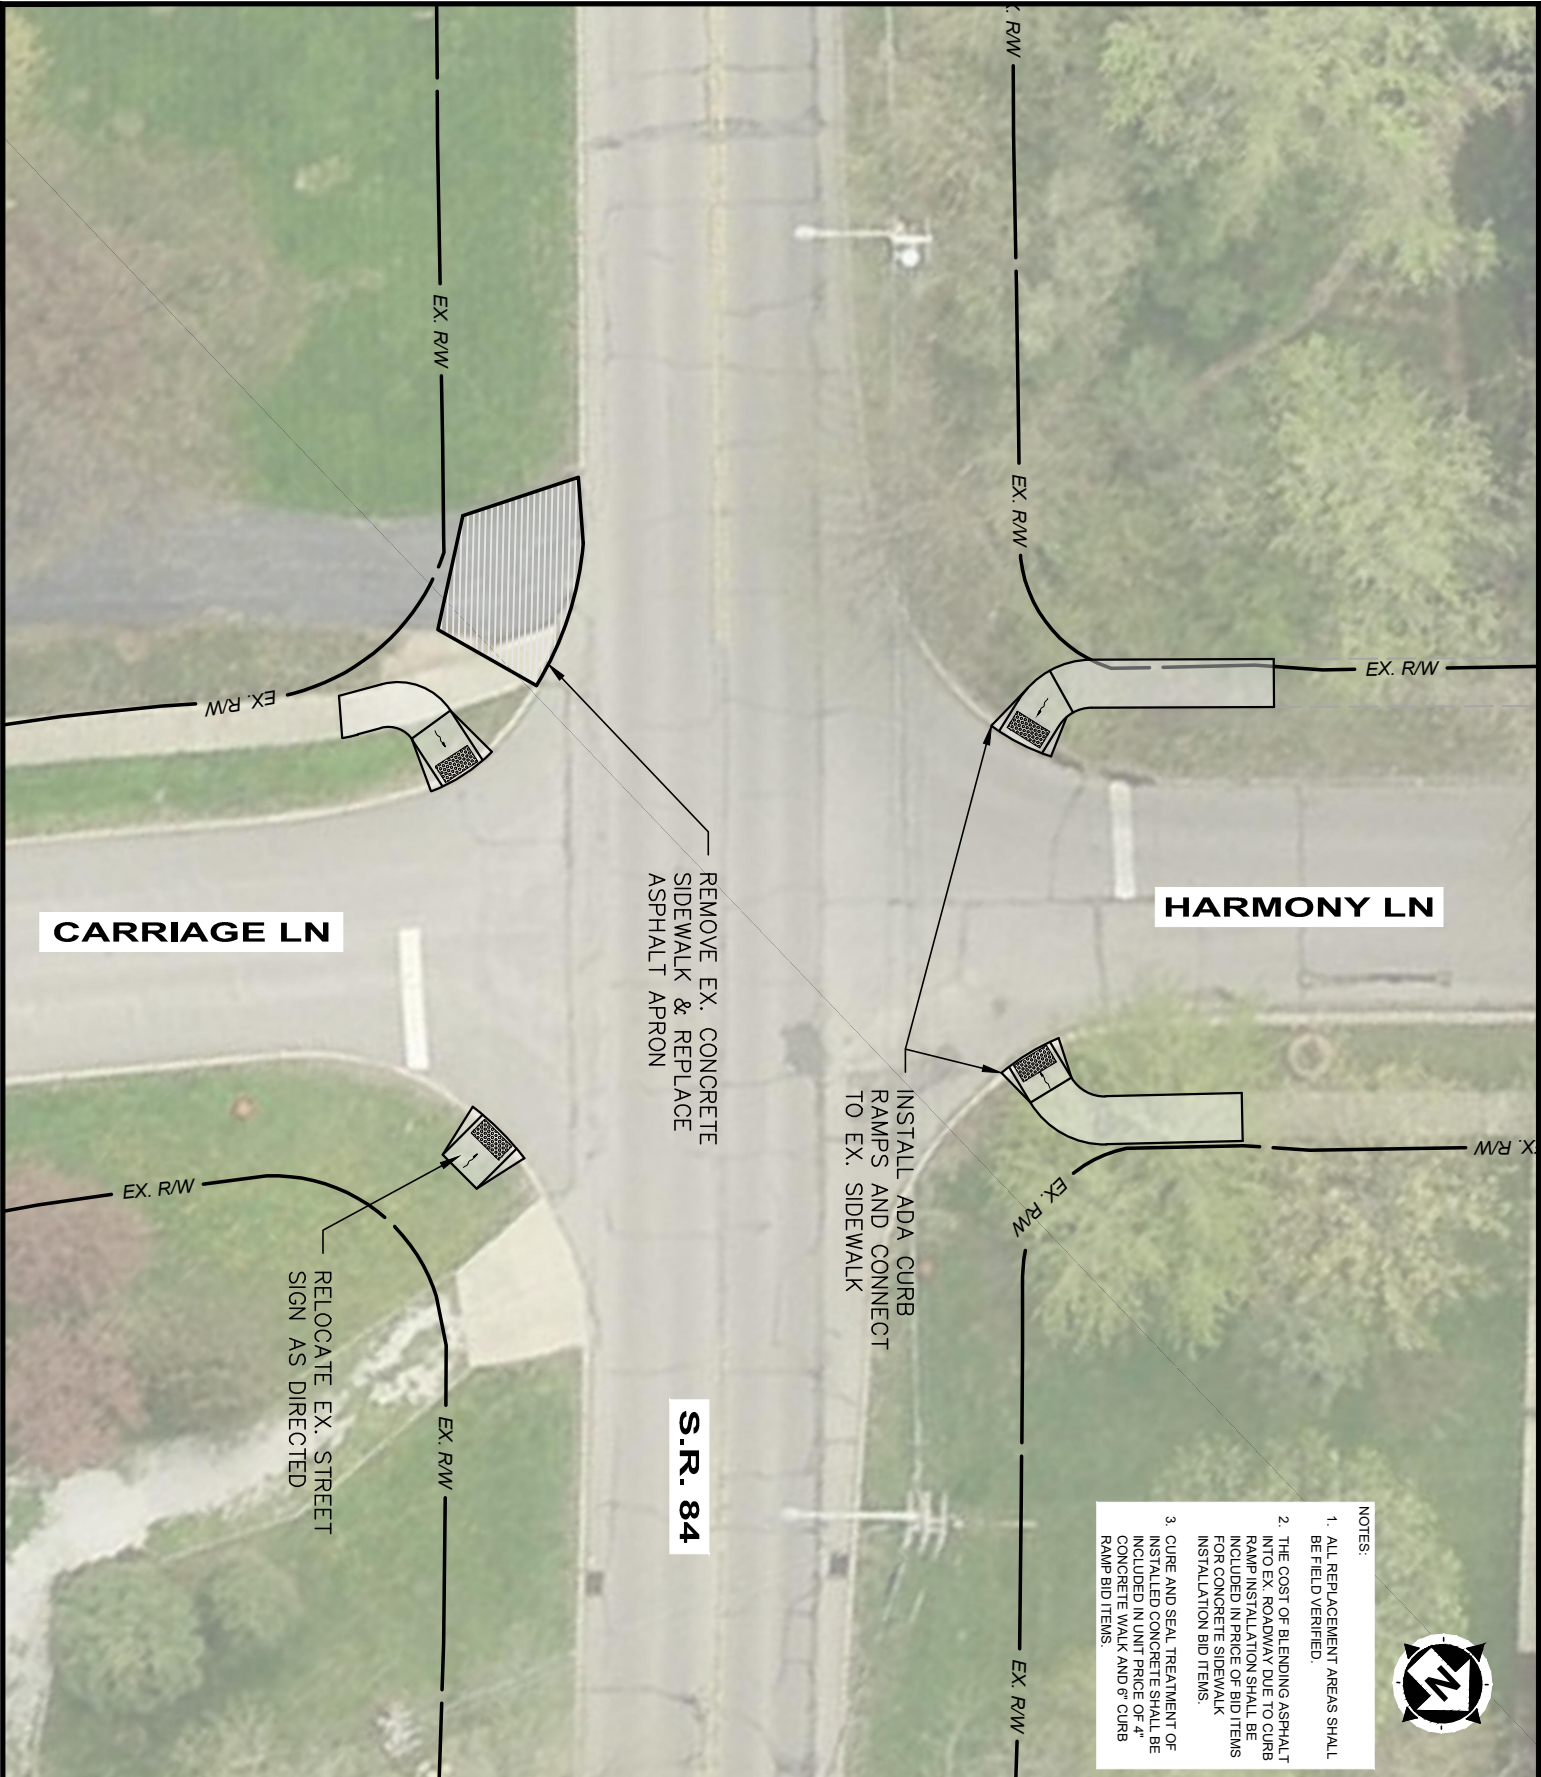 NOTES:
1. ALL REPLACEMENT AREAS SHALL
BE FIELD VERIFIED.
2. THE COST OF BLENDING ASPHALT
INTO EX. ROADWAY DUE TO CURB
RAMP INSTALLATION SHALL BE
INCLUDED IN PRICE OF BID ITEMS
FOR CONCRETE SIDEWALK
INSTALLATION BID ITEMS.
3. CURE AND SEAL TREATMENT OF
INSTALLED CONCRETE SHALL BE
INCLUDED IN UNIT PRICE OF 4"
CONCRETE WALK AND 6" CURB
RAMP BID ITEMS.
N
HARMONY LN
EX. R/W
EX. R/W
EX. R/W
X. R/W
X. R/W
EX. R/W
EX. R/W
INSTALL ADA CURB
RAMPS AND CONNECT
TO EX. SIDEWALK
REMOVE EX. CONCRETE
SIDEWALK & REPLACE
ASPHALT APRON
S.R. 84
EX. R/W
EX. R/W
EX. R/W
EX. R/W
CARRIAGE LN
RELOCATE EX. STREET
SIGN AS DIRECTED